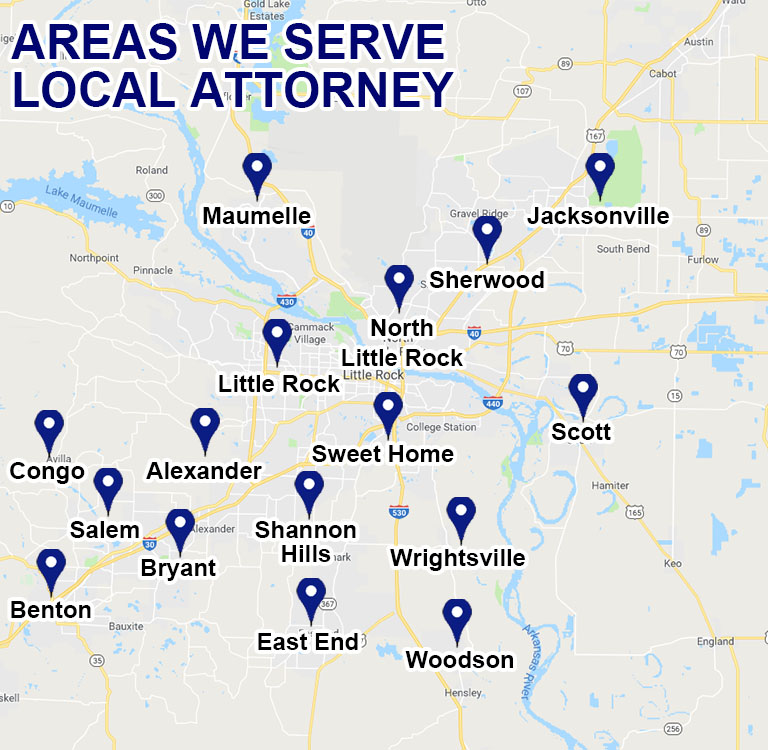 Gold Lake
Estates
Otto
Ward
AREAS WE SERVE
LOCAL ATTORNEY
Austin
89
Cabot
107
167
Roland
Lake Maumelle
300
10
Maumelle
40
Gravel Ridge
Jacksonville
89
South Bend
Furlow
Northpoint
Pinnacle
Sherwood
430
North
Little Rock
40
Cammack
Village
70
70
Little Rock
Little Rock
15
440
Scott
College Station
Sweet Home
Avilla
Congo
Alexander
Hamiter
Salem
Shannon
Hills
530
165
Alexander
30
Bryant
Wrightsville
Keo
Benton
367
East End
Bauxite
Woodson
Arkansas
River
England
35
Hensley
256